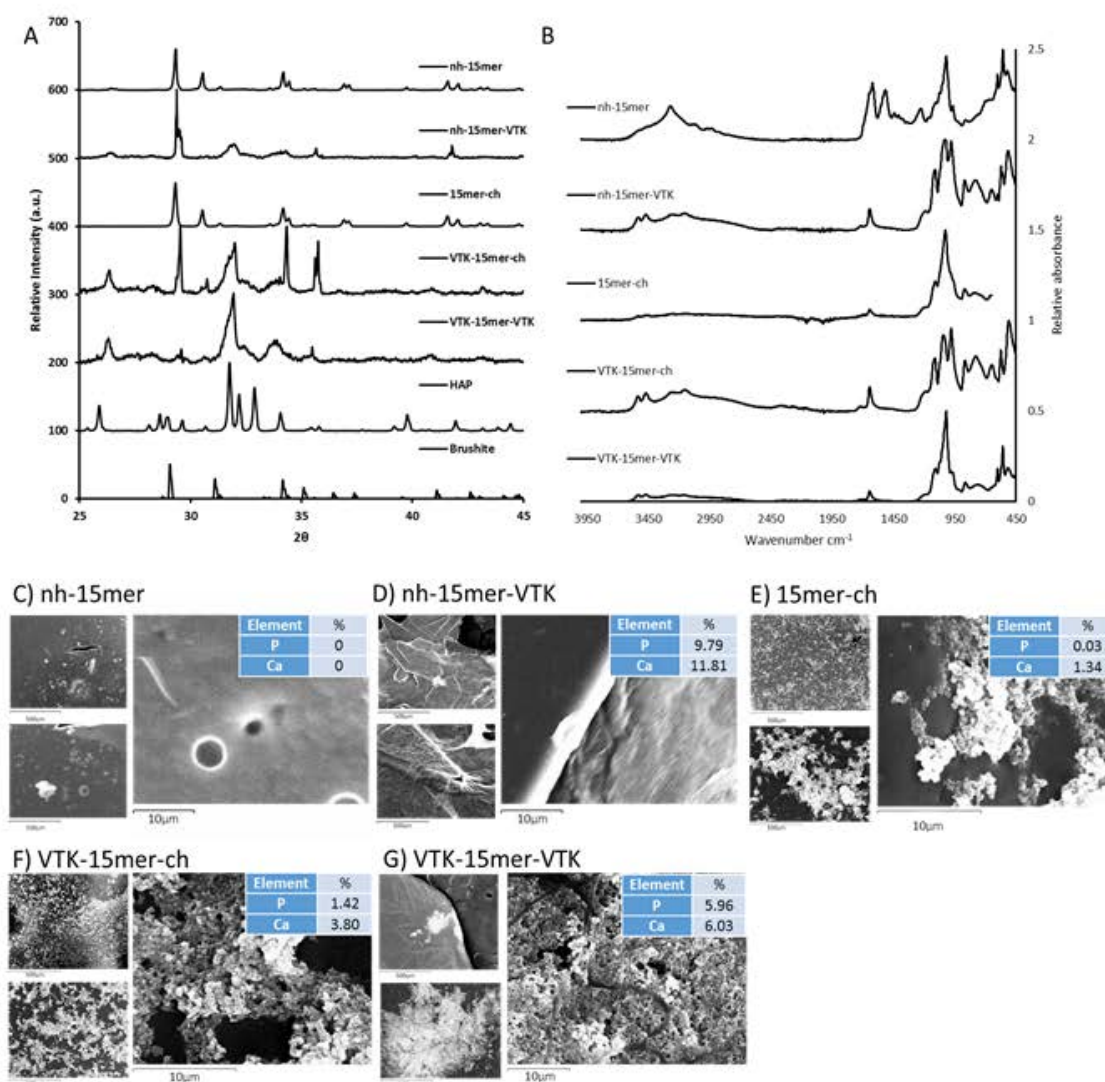 A
Relative Intensity (a.u.)
700
600
500
400
300
200
100
0
nh-15mer
nh-15mer-VTK
15mer-ch
VTK-15mer-ch
VTK-15mer-VTK
HAP
Brushite
25 30 35 40 45
2θ
B
nh-15mer
nh-15mer-VTK
15mer-ch
VTK-15mer-ch
VTK-15mer-VTK
2.5
2
1.5
1
0.5
0
Relative absorbance
3950 3450 2950 2450 1950 1450 950 450
Wavenumber cm-1
C) nh-15mer
Element %
P 0
Ca 0
10μm
D) nh-15mer-VTK
Element %
P 9.79
Ca 11.81
10μm
E) 15mer-ch
Element %
P 0.03
Ca 1.34
10μm
F) VTK-15mer-ch
Element %
P 1.42
Ca 3.80
10μm
G) VTK-15mer-VTK
Element %
P 5.96
Ca 6.03
10μm